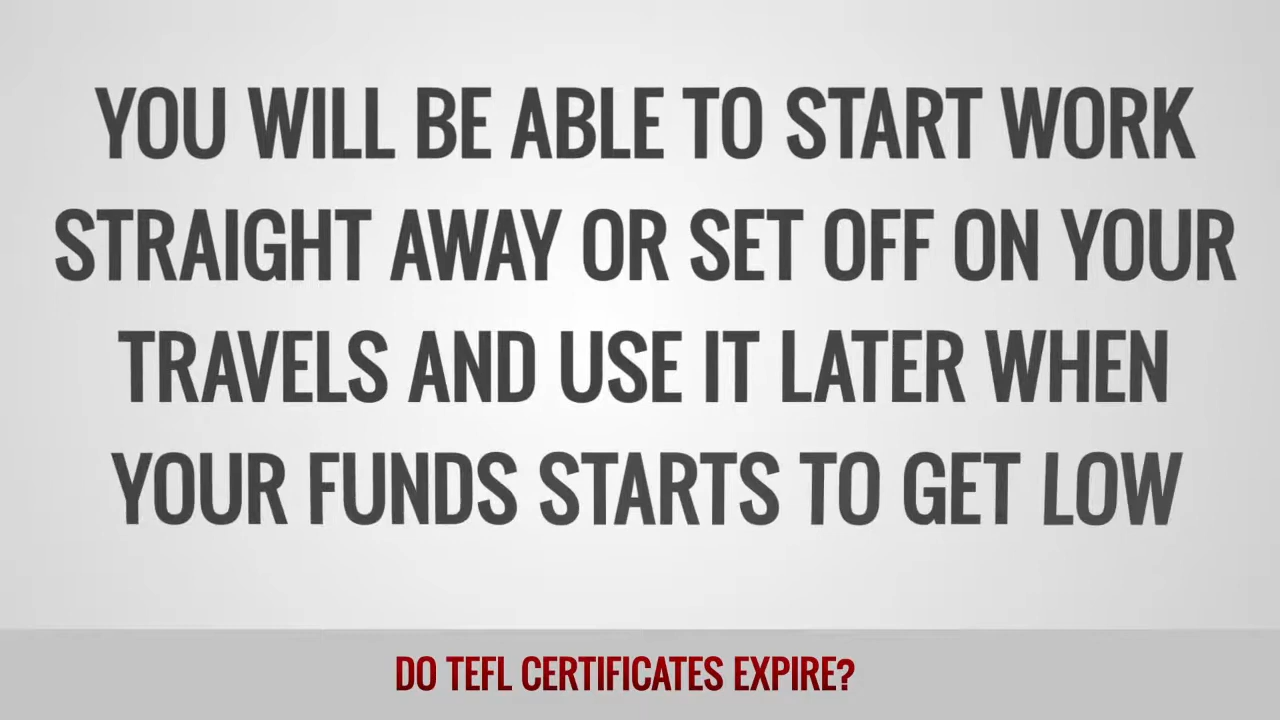 YOU WILL BE ABLE TO START WORK
STRAIGHT AWAY OR SET OFF ON YOUR
TRAVELS AND USE IT LATER WHEN
YOUR FUNDS STARTS TO GET LOW
DO TEFL CERTIFICATES EXPIRE?